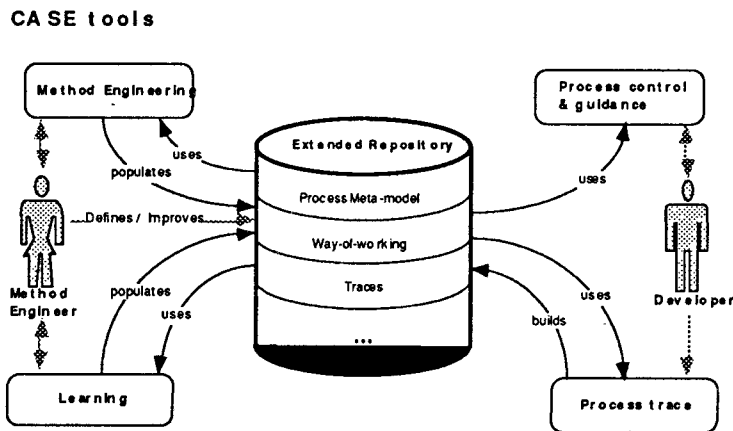 CASE tools
Method Engineering
Process control
& guidance
uses
populates
Extended Repository
uses
Process Meta-model
Defines / Improves
Way-of-working
Method
Engineer
populates
uses
Traces
builds
uses
Developer
...
Learning
Process trace